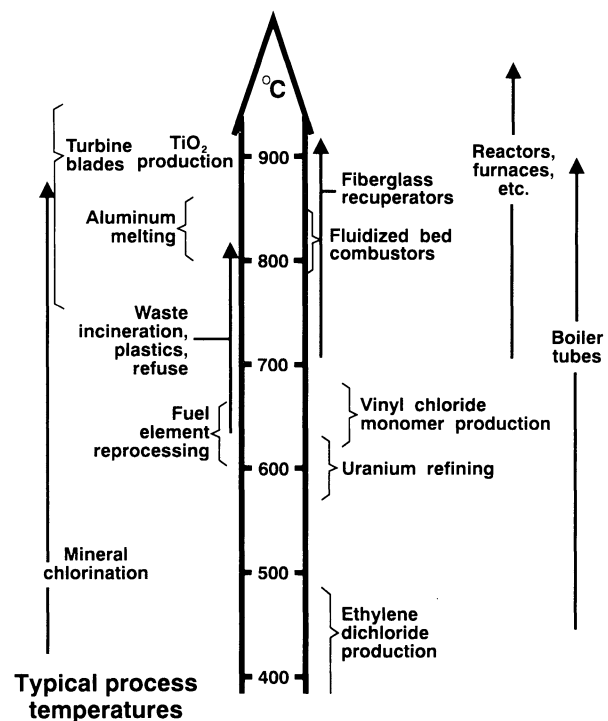 °C
Turbine
blades
TiO₂
production
900
Reactors,
furnaces,
etc.
Fiberglass
recuperators
Aluminum
melting
Fluidized bed
combustors
800
Waste
incineration,
plastics,
refuse
Boiler
tubes
700
Vinyl chloride
monomer production
Fuel
element
reprocessing
600
Uranium refining
Mineral
chlorination
500
Ethylene
dichloride
production
400
Typical process
temperatures